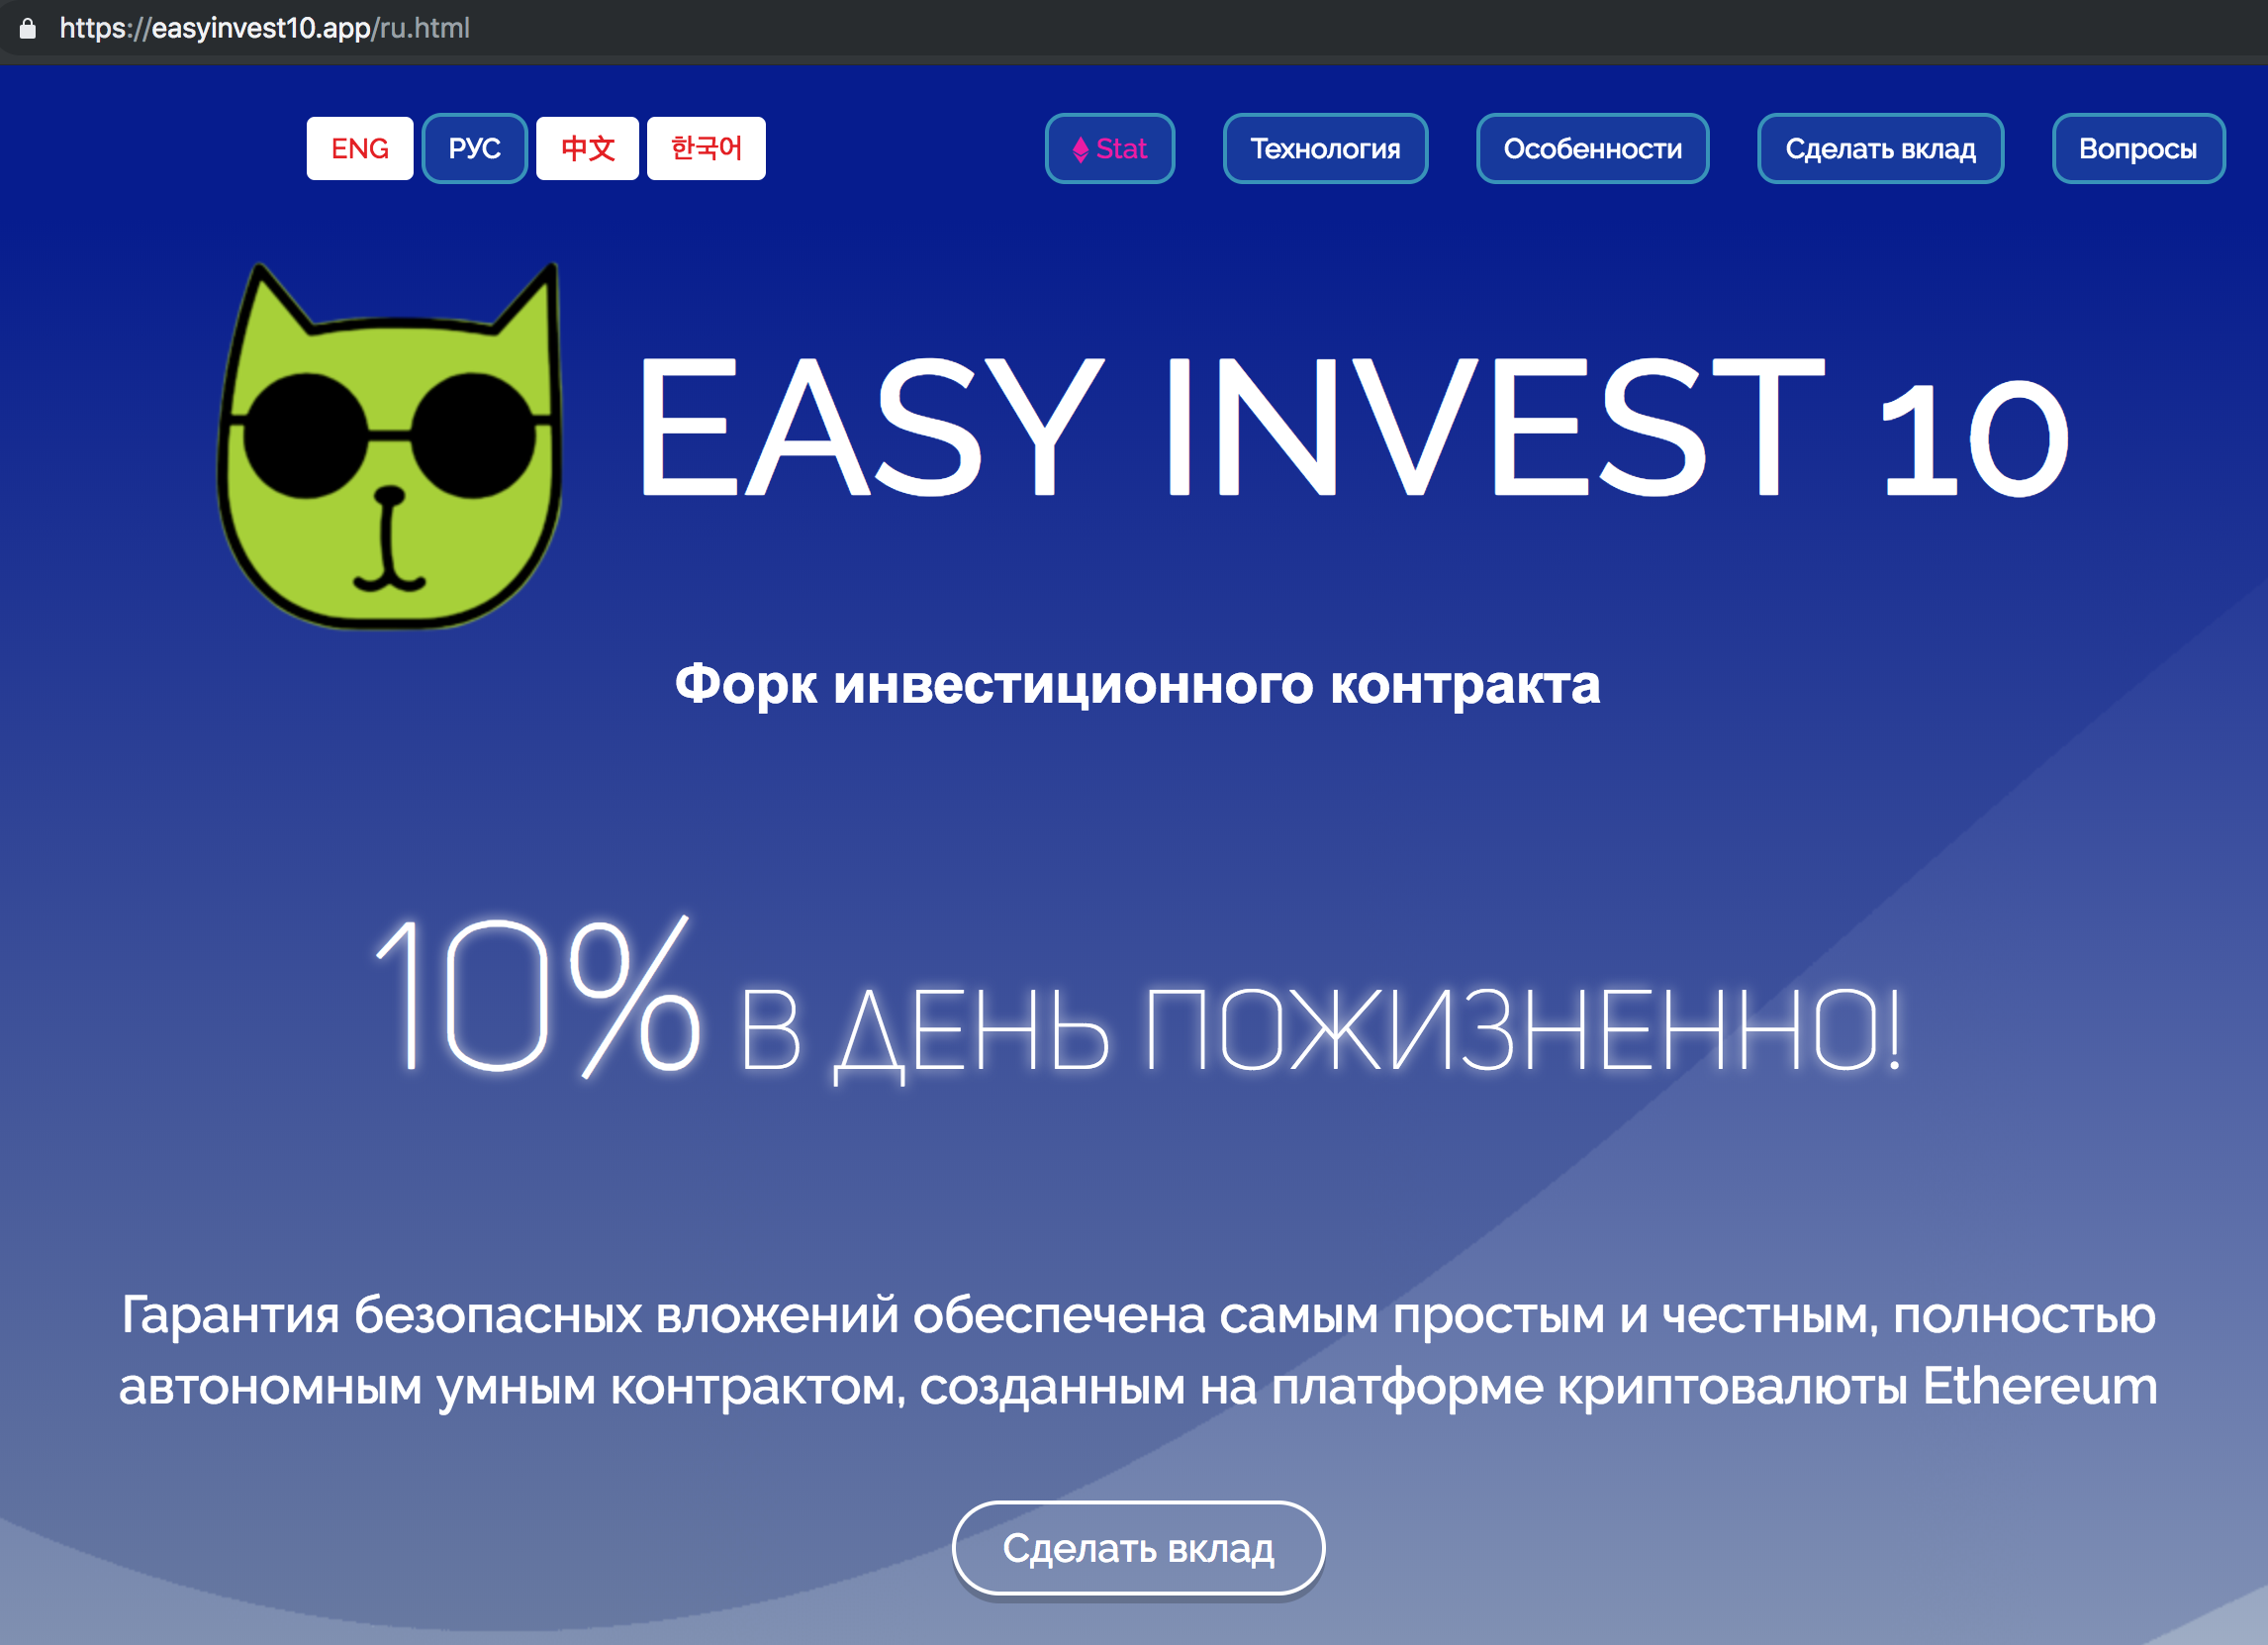 https://easyinvest10.app/ru.html
ENG РУС 中文 한국어 Stat Технология Особенности Сделать вклад Вопросы
EASY INVEST 10
Форк инвестиционного контракта
10% В ДЕНЬ ПОЖИЗНЕННО!
Гарантия безопасных вложений обеспечена самым простым и честным, полностью
автономным умным контрактом, созданным на платформе криптовалюты Ethereum
Сделать вклад